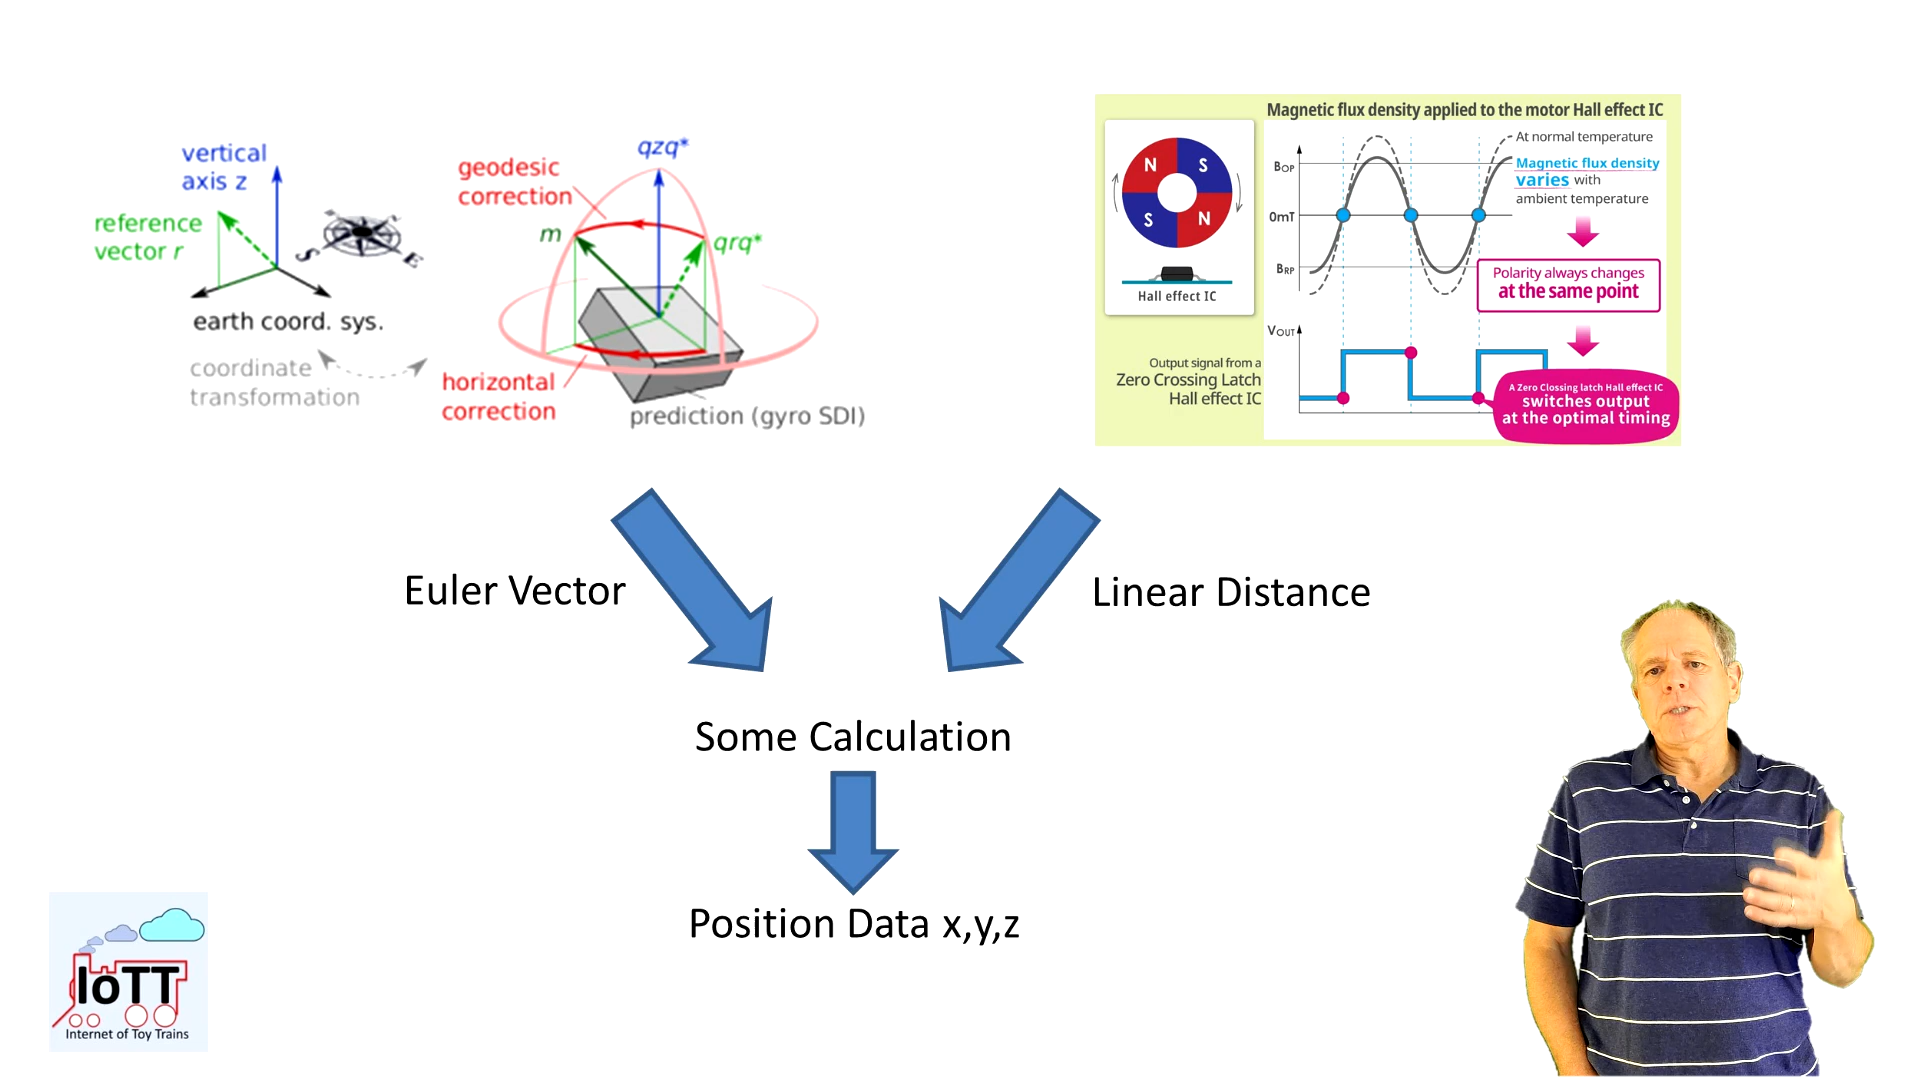 vertical
axis z
reference
vector r
earth coord. sys.
coordinate
transformation
S
E
geodesic
correction
qzq*
m
qrq*
horizontal
correction
prediction (gyro SDI)
Magnetic flux density applied to the motor Hall effect IC
N
S
S
N
Hall effect IC
BOP
0mT
BRP
At normal temperature
Magnetic flux density
varies with
ambient temperature
Polarity always changes
at the same point
VOUT
Output signal from a
Zero Crossing Latch
Hall effect IC
A Zero Clossing latch Hall effect IC
switches output
at the optimal timing
Euler Vector
Linear Distance
Some Calculation
Position Data x,y,z
IoTT
Internet of Toy Trains